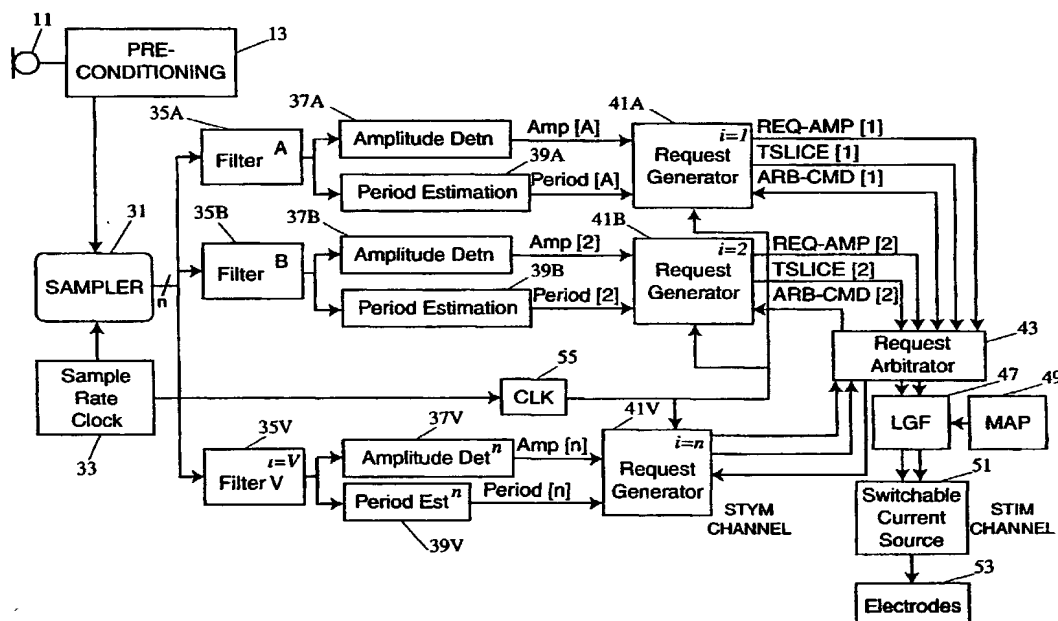 11
13
PRE-
CONDITIONING
37A
41A
35A
Amplitude Detn
Amp [A]
i=1
REQ-AMP [1]
Filter A
39A
Request
Generator
TSLICE [1]
Period Estimation
Period [A]
ARB-CMD [1]
31
35B
37B
41B
Amplitude Detn
Amp [2]
i=2
REQ-AMP [2]
SAMPLER
n
Filter B
39B
Request
Generator
TSLICE [2]
Period Estimation
Period [2]
ARB-CMD [2]
43
Request
Arbitrator
Sample
Rate
Clock
33
55
CLK
47
49
LGF
MAP
35V
37V
41V
ι=V
Filter V
Amplitude Det n
Amp [n]
i=n
Request
Generator
Period Est n
Period [n]
39V
STYM
CHANNEL
51
Switchable
Current
Source
STIM
CHANNEL
53
Electrodes